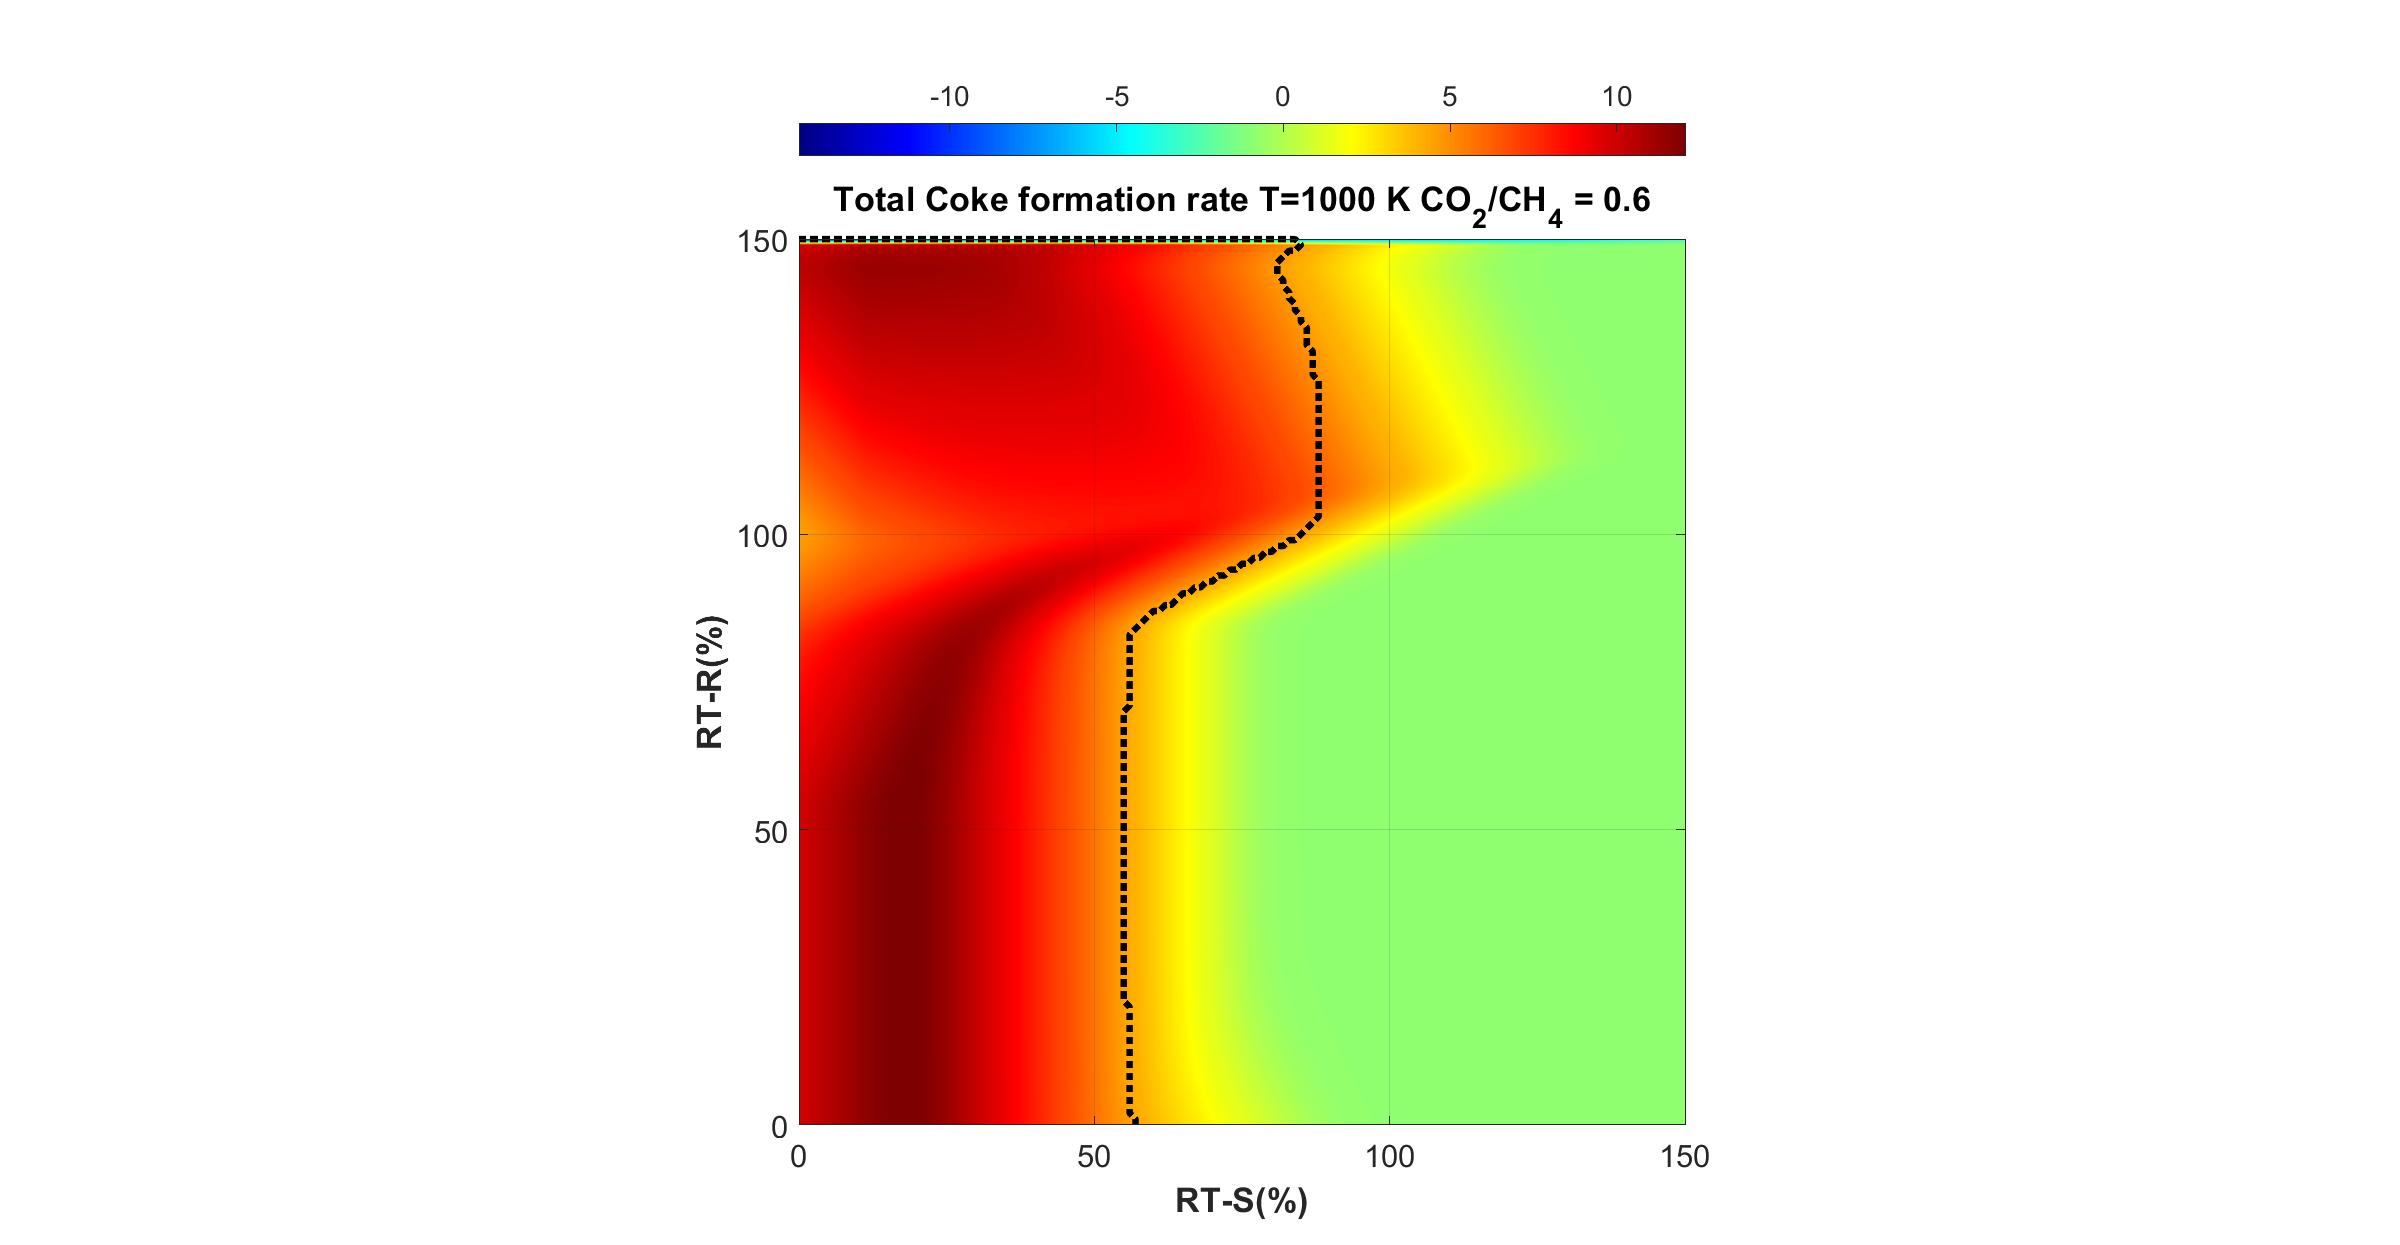 -10 -5 0 5 10
Total Coke formation rate T=1000 K CO₂/CH₄ = 0.6
150
100
50
0
RT-R(%)
0 50 100 150
RT-S(%)